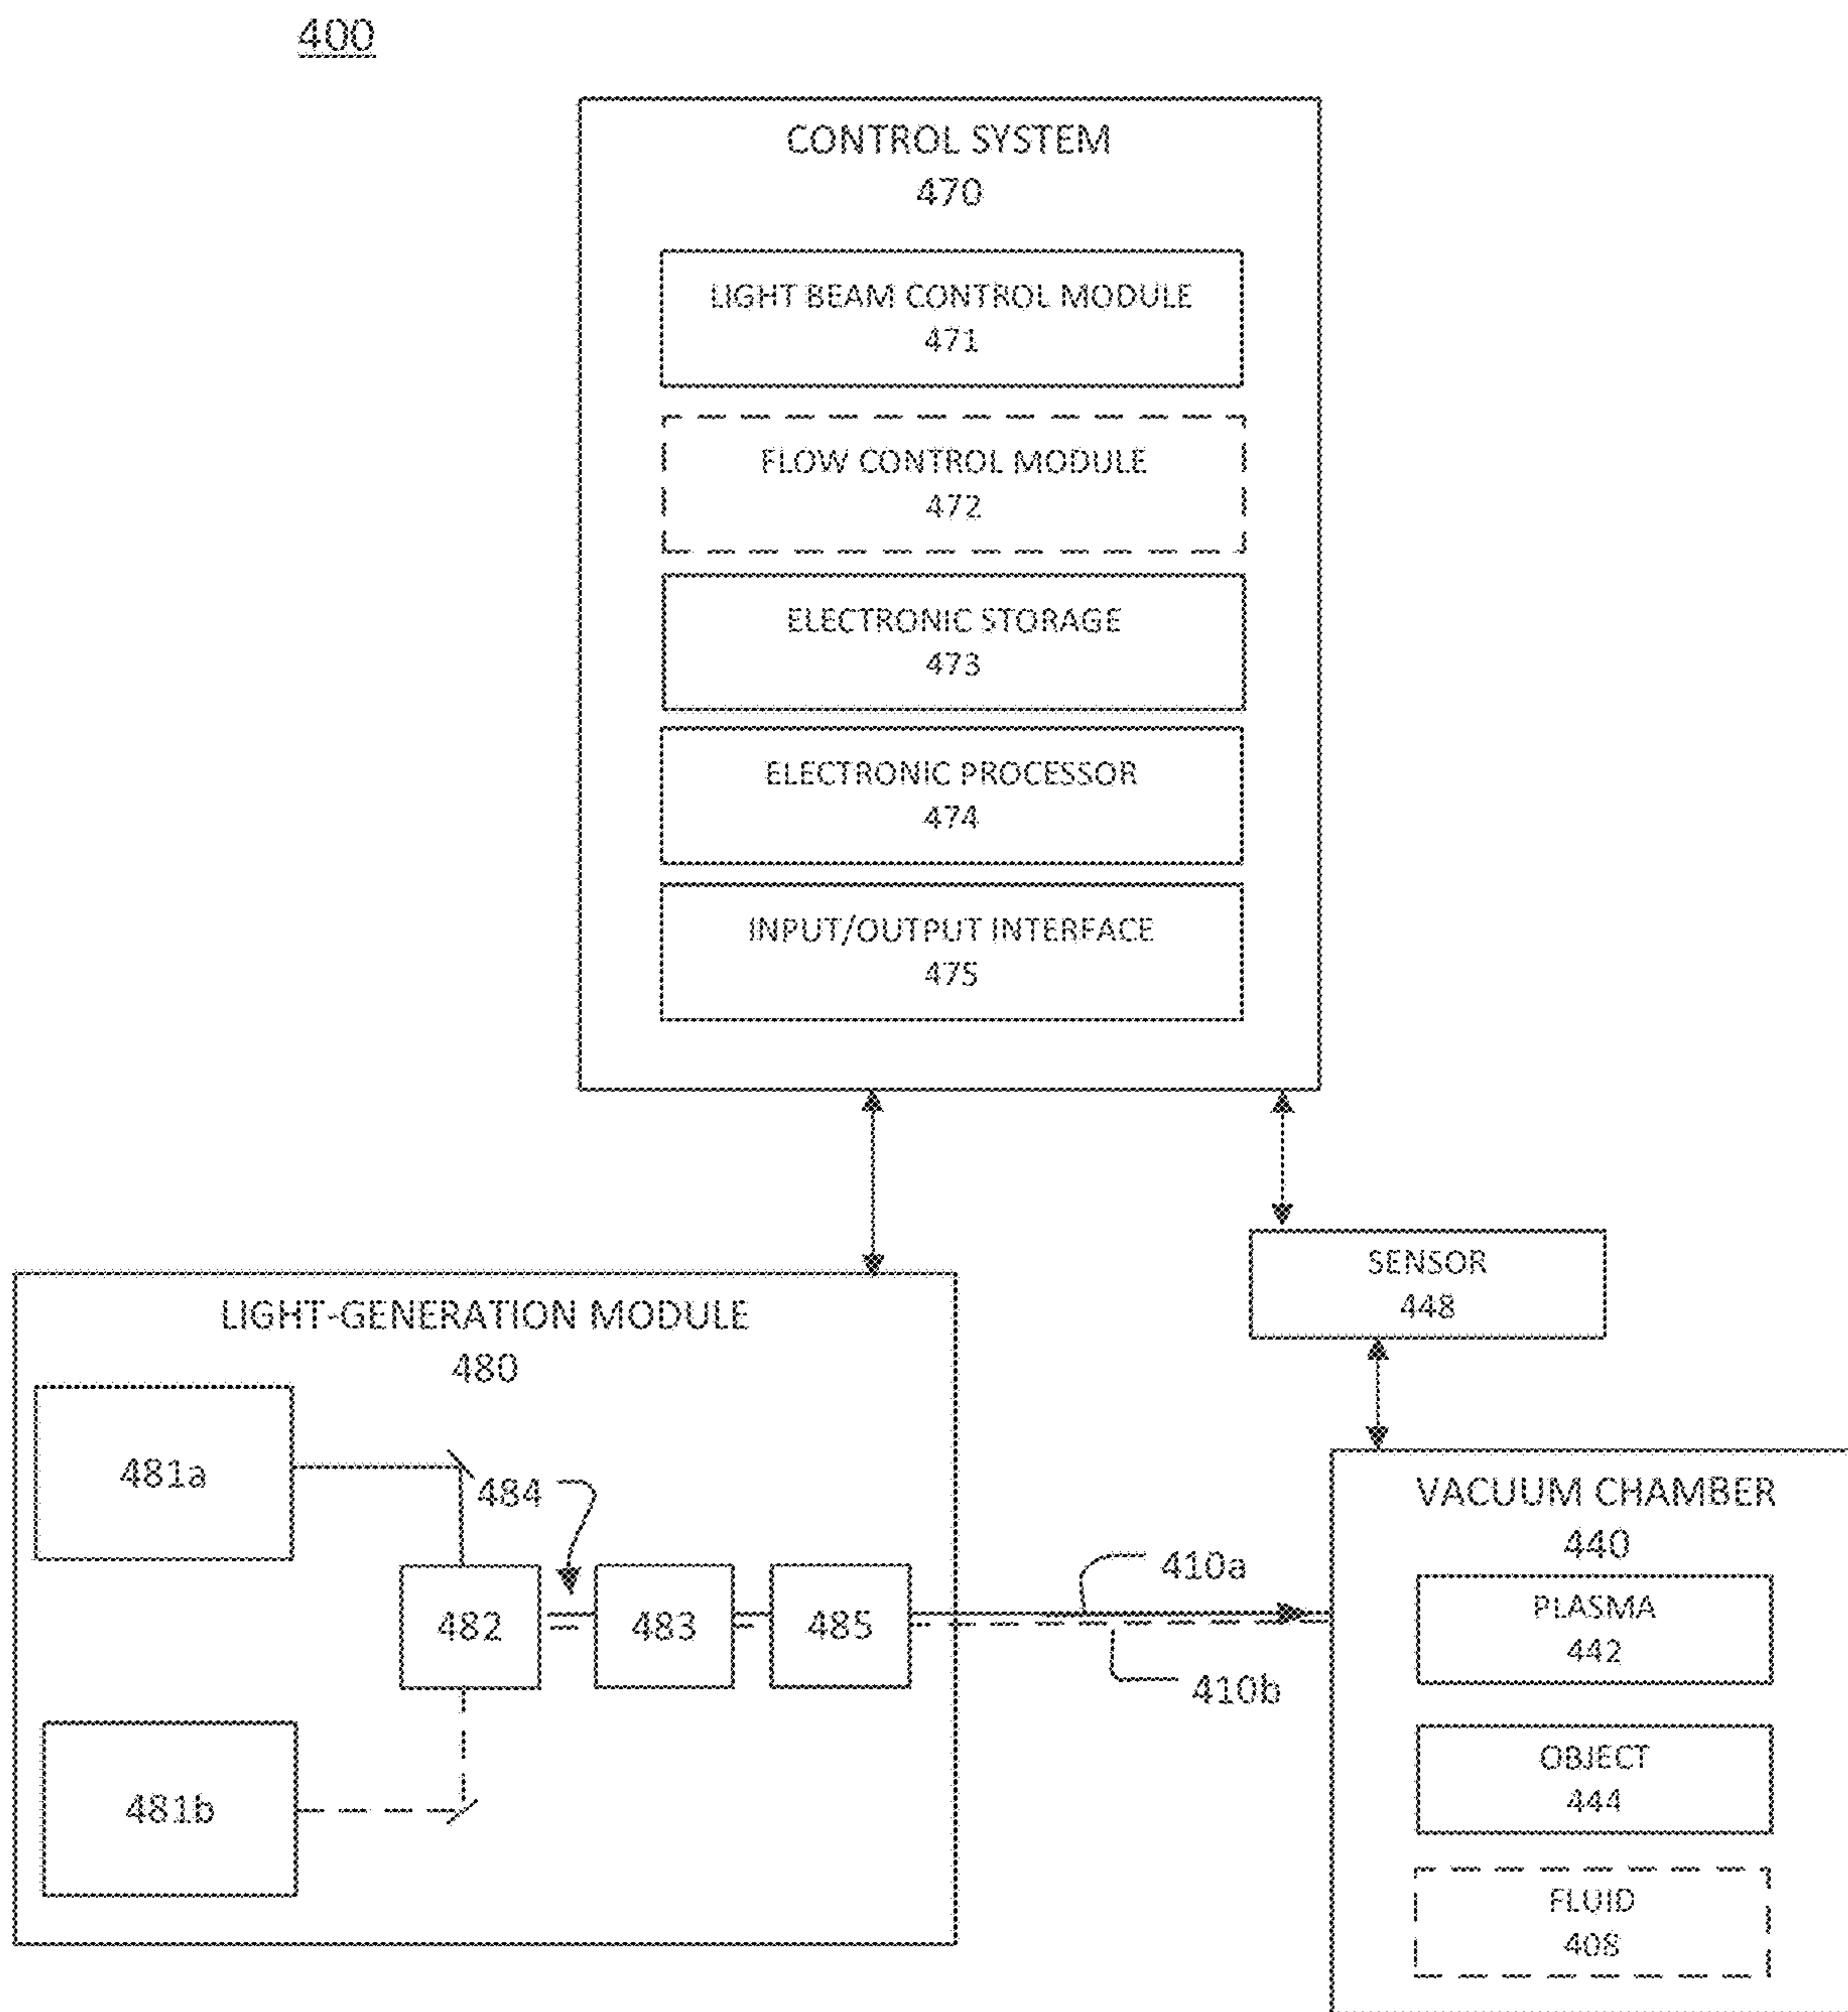 400
CONTROL SYSTEM
470
LIGHT BEAM CONTROL MODULE
471
FLOW CONTROL MODULE
472
ELECTRONIC STORAGE
473
ELECTRONIC PROCESSOR
474
INPUT/OUTPUT INTERFACE
475
SENSOR
448
LIGHT-GENERATION MODULE
480
481a
484
482
483
485
481b
410a
410b
VACUUM CHAMBER
440
PLASMA
442
OBJECT
444
FLUID
408